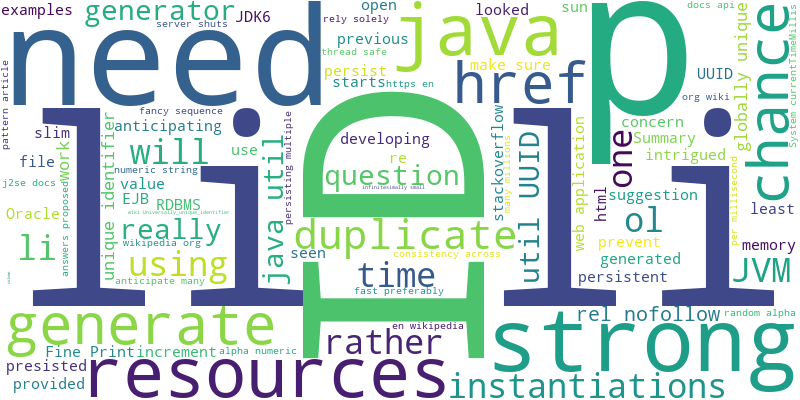 examples
generator
JDK6
server shuts
rely solely
open
previous
thread safe
persist
starts
https en
java
looked
make sure
sun
docs api
need
p
href
UUID
org wiki
globally unique
chance
System currentTimeMillis
pattern article
slim
fancy sequence
anticipating
numeric string
will
use
file
Work
unique identifier
value
EJB
RDBMS
wiki Universally_unique_identifier
j2se docs
answers proposed
Oracle
really
wikipedia org
li
using
anticipate many
java util
persisting multiple
developing
re
question
infinitesimally small
duplicate
seen
consistency across
time
fast preferably
ID
li
li
stackoverflow
many millions
util UUID
web application
html
one
concern
Summary
intrigued
suggestion
ol
prevent
generated
persistent
per millisecond
least
memory
JVM
rel nofollow
random alpha
generate
Fine Print
increment
alpha numeric
presisted
provided
resources
en wikipedia
rather
strong
instantiations